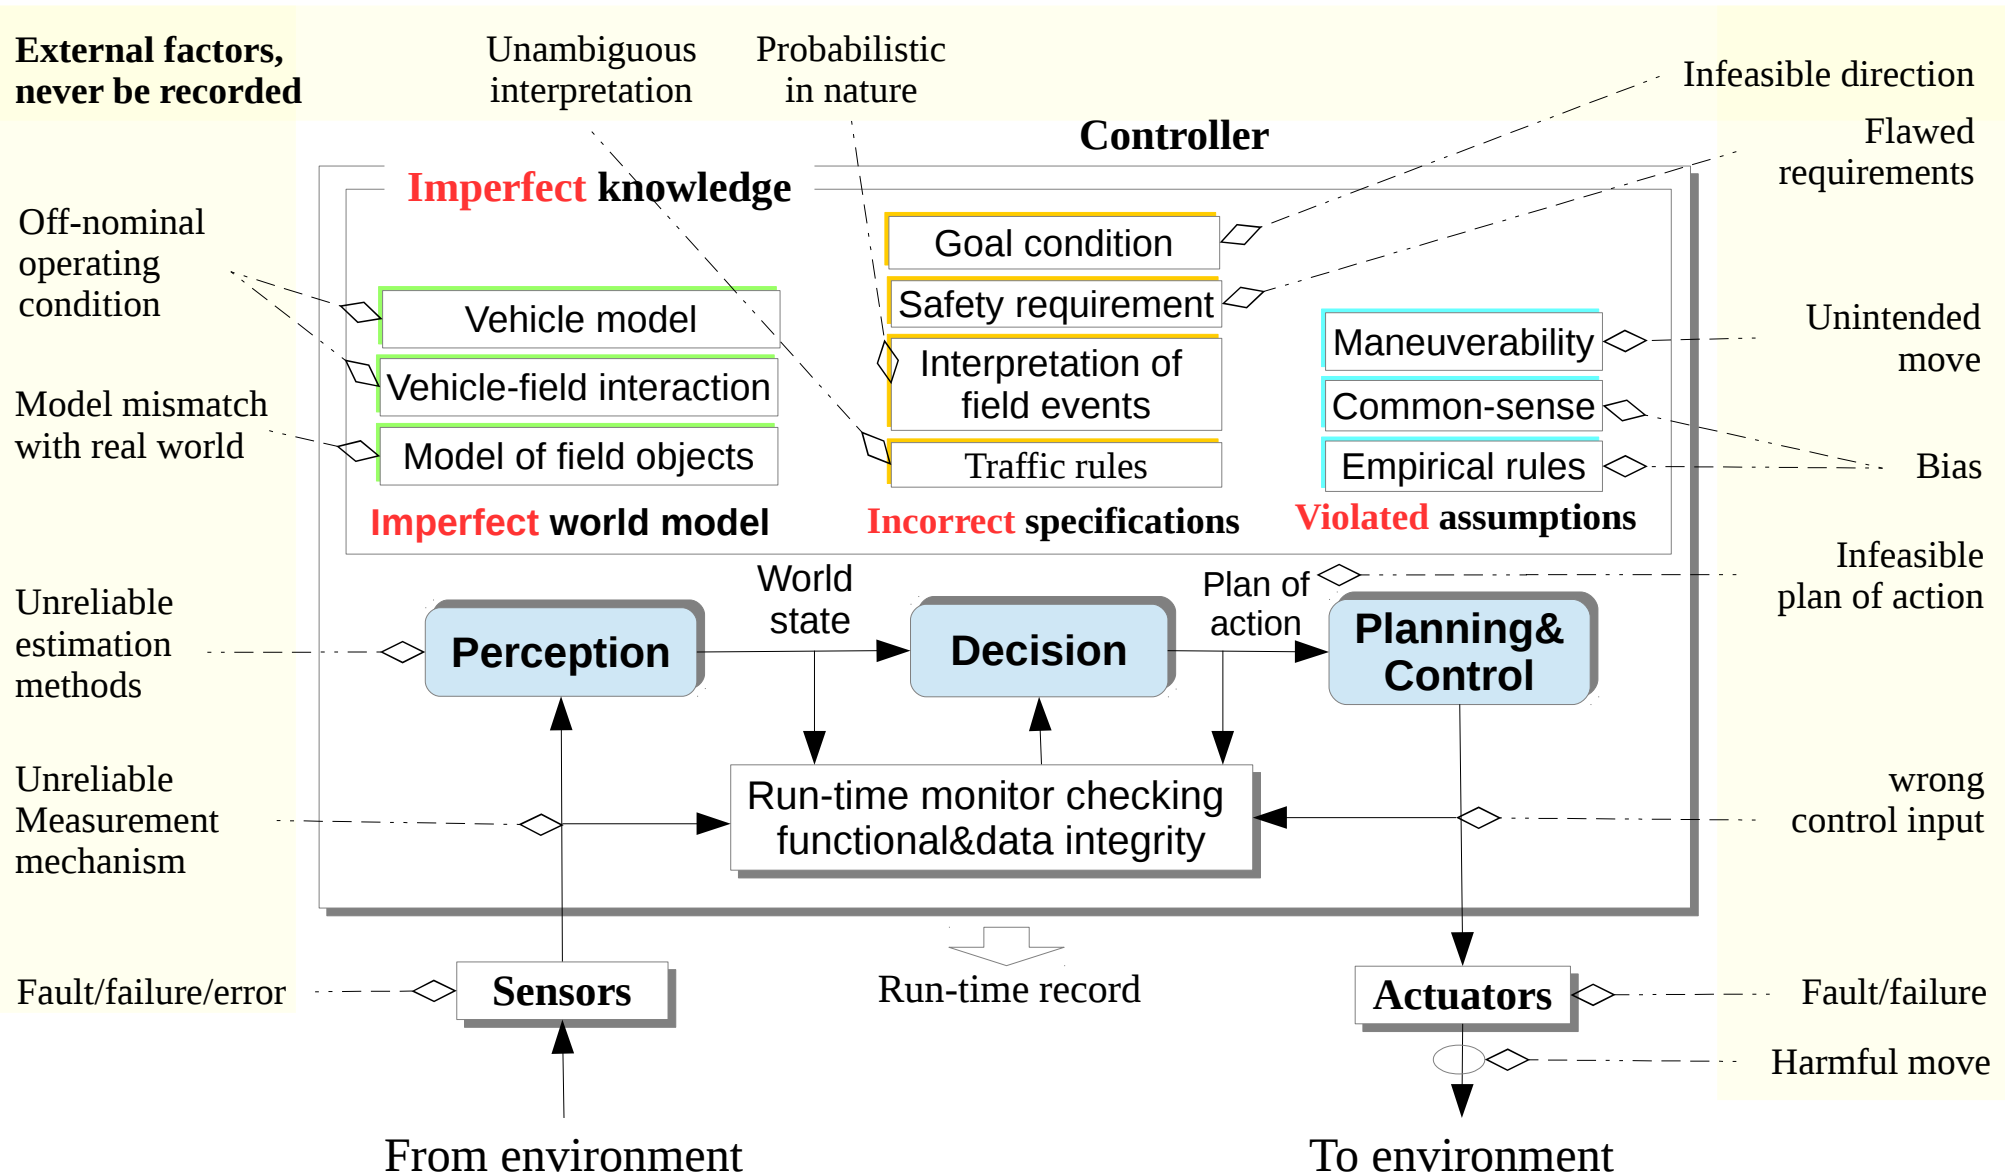 External factors,
never be recorded
Unambiguous
interpretation
Probabilistic
in nature
Infeasible direction
Flawed
requirements
Controller
Imperfect knowledge
Off-nominal
operating
condition
Model mismatch
with real world
Vehicle model
Vehicle-field interaction
Model of field objects
Imperfect world model
Goal condition
Safety requirement
Interpretation of
field events
Traffic rules
Incorrect specifications
Maneuverability
Common-sense
Empirical rules
Violated assumptions
Unintended
move
Bias
Infeasible
plan of action
Unreliable
estimation
methods
Perception
World
state
Decision
Plan of
action
Planning&
Control
Unreliable
Measurement
mechanism
Run-time monitor checking
functional&data integrity
wrong
control input
Fault/failure/error
Sensors
Run-time record
Actuators
Fault/failure
Harmful move
From environment
To environment